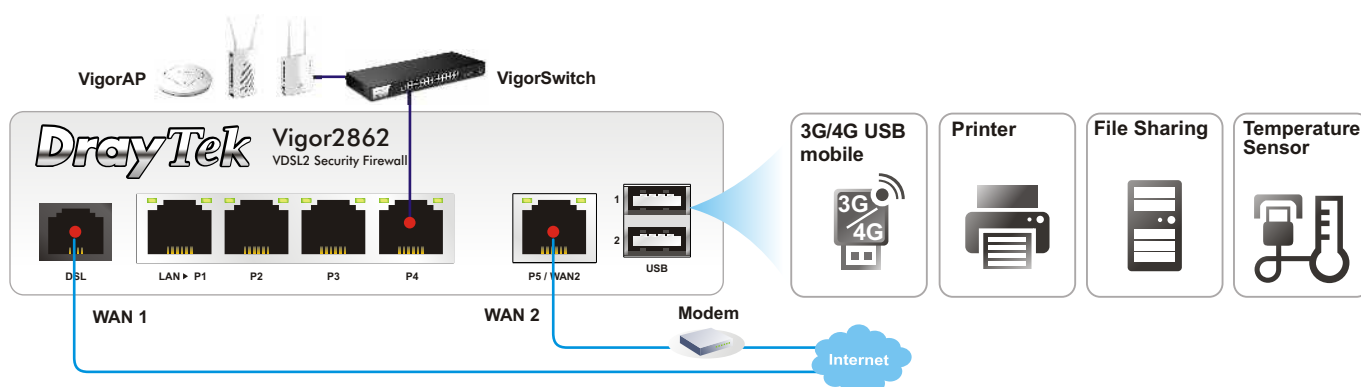 VigorAP
VigorSwitch
DrayTek
Vigor2862
VDSL2 Security Firewall
DSL
LAN ▶ P1
P2
P3
P4
P5 / WAN2
1
2
USB
3G/4G USB
mobile
3G
4G
Printer
File Sharing
Temperature
Sensor
WAN 1
WAN 2
Modem
Internet